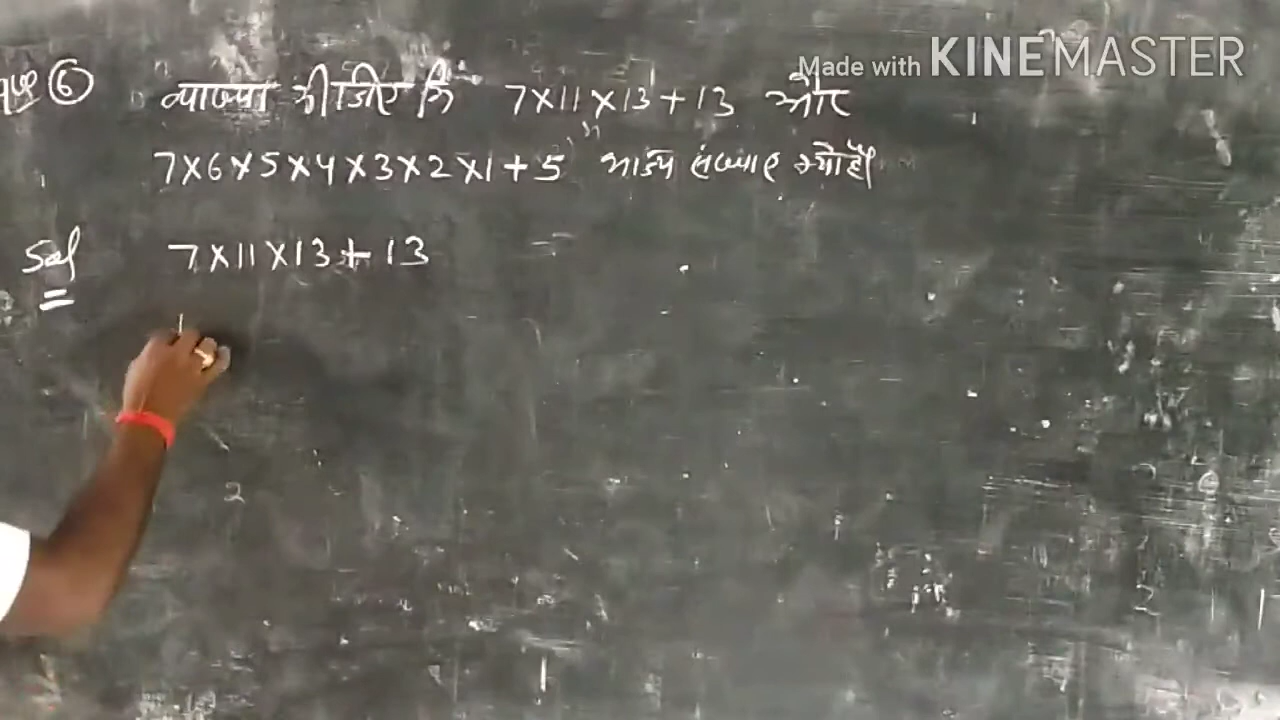 Made with KINEMASTER
प्रश्न ⑥ व्याख्या कीजिए कि 7×11×13+13 और
7×6×5×4×3×2×1+5 भाज्य संख्याए क्यों हैं।
Sol 7×11×13+13
2